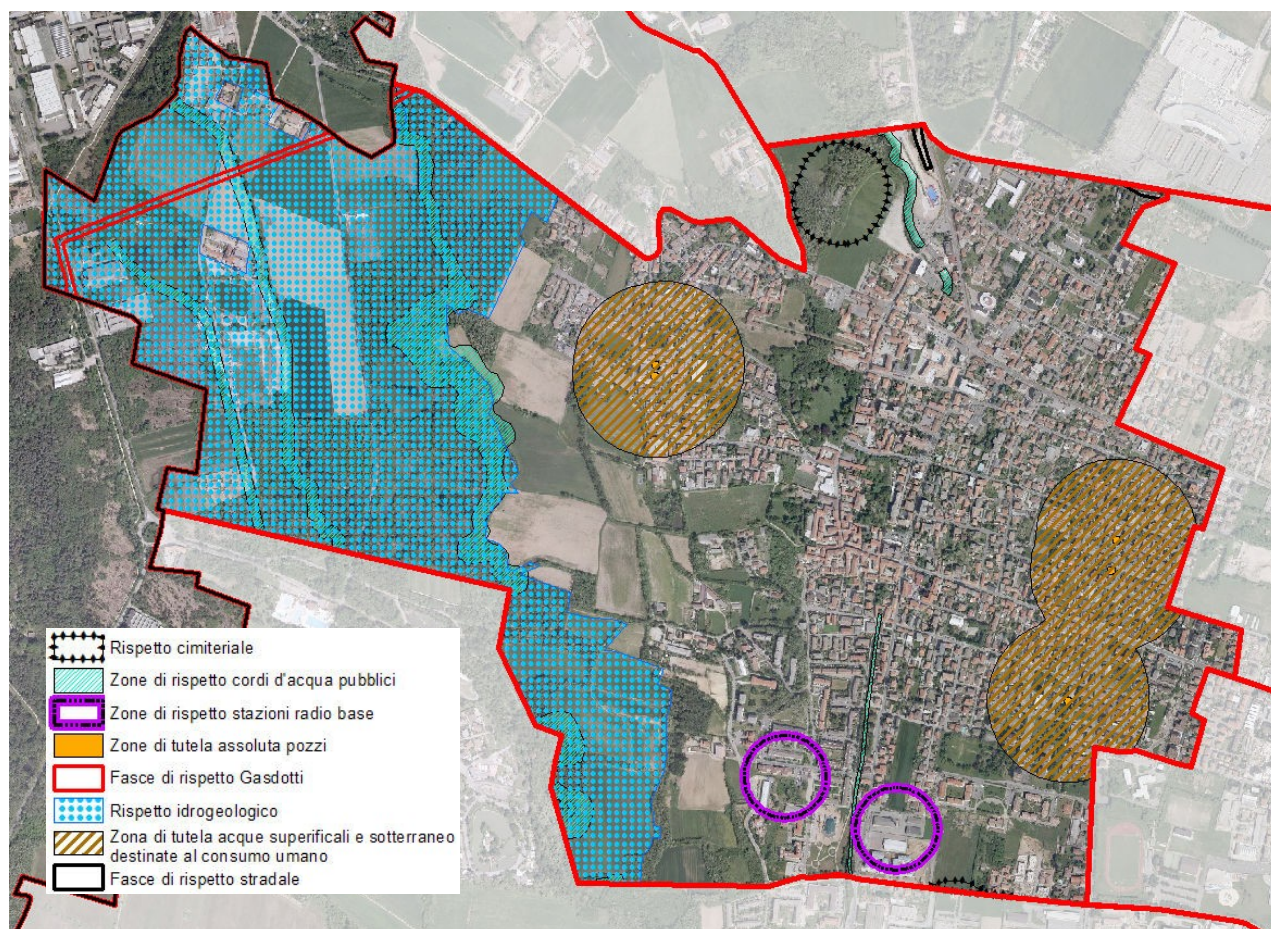 Rispetto cimiteriale
Zone di rispetto cordi d'acqua pubblici
Zone di rispetto stazioni radio base
Zone di tutela assoluta pozzi
Fasce di rispetto Gasdotti
Rispetto idrogeologico
Zona di tutela acque superificali e sotterraneo
destinate al consumo umano
Fasce di rispetto stradale